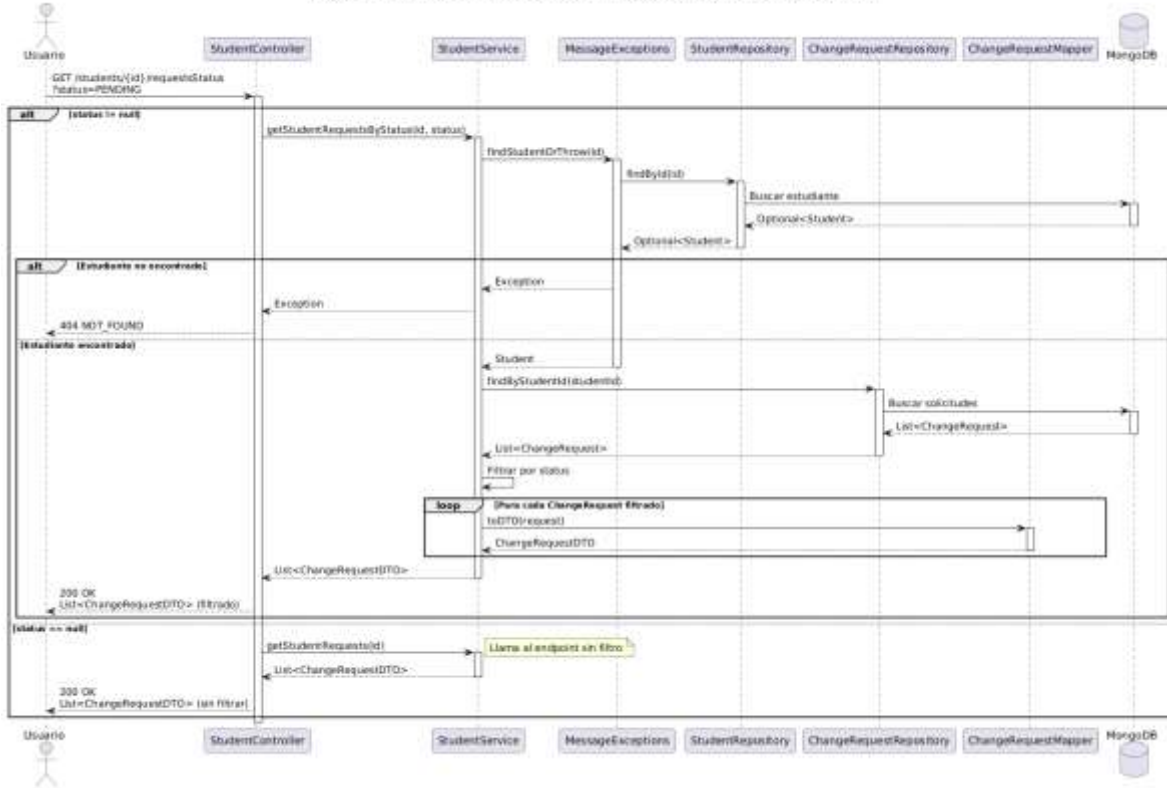 Usuario
StudentController
StudentService
MessageExceptions
StudentRepository
ChangeRequestRepository
ChangeRequestMapper
MongoDB
GET /students/{id}/requestsStatus
?status=PENDING
alt [status != null]
getStudentRequestsByStatus(id, status)
findStudentOrThrow(id)
findById(id)
Buscar estudiante
Optional<Student>
Optional<Student>
alt [Estudiante no encontrado]
Exception
Exception
404 NOT_FOUND
[Estudiante encontrado]
Student
findByStudentId(studentId)
Buscar solicitudes
List<ChangeRequest>
List<ChangeRequest>
Filtrar por status
loop [Para cada ChangeRequest filtrado]
toDTO(request)
ChangeRequestDTO
List<ChangeRequestDTO>
200 OK
List<ChangeRequestDTO> (filtrado)
[status == null]
getStudentRequests(id)
Llama al endpoint sin filtro
List<ChangeRequestDTO>
200 OK
List<ChangeRequestDTO> (sin filtrar)
Usuario
StudentController
StudentService
MessageExceptions
StudentRepository
ChangeRequestRepository
ChangeRequestMapper
MongoDB